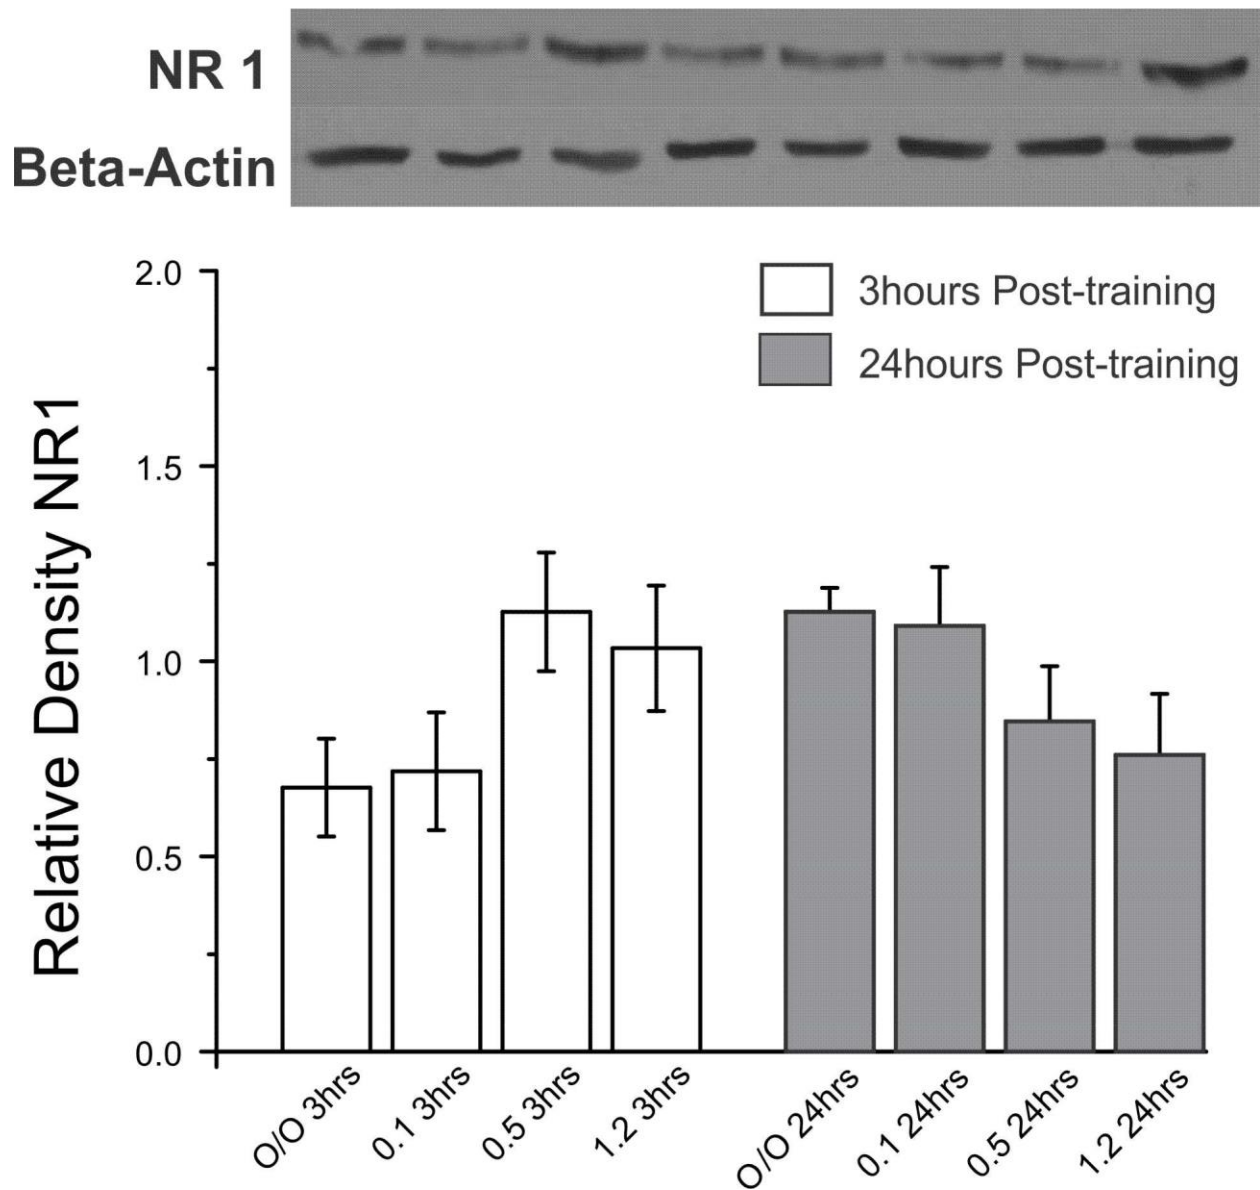 NR 1
Beta-Actin
2.0
3hours Post-training
24hours Post-training
1.5
1.0
0.5
0.0
Relative Density NR1
O/O 3hrs
0.1 3hrs
0.5 3hrs
1.2 3hrs
O/O 24hrs
0.1 24hrs
0.5 24hrs
1.2 24hrs